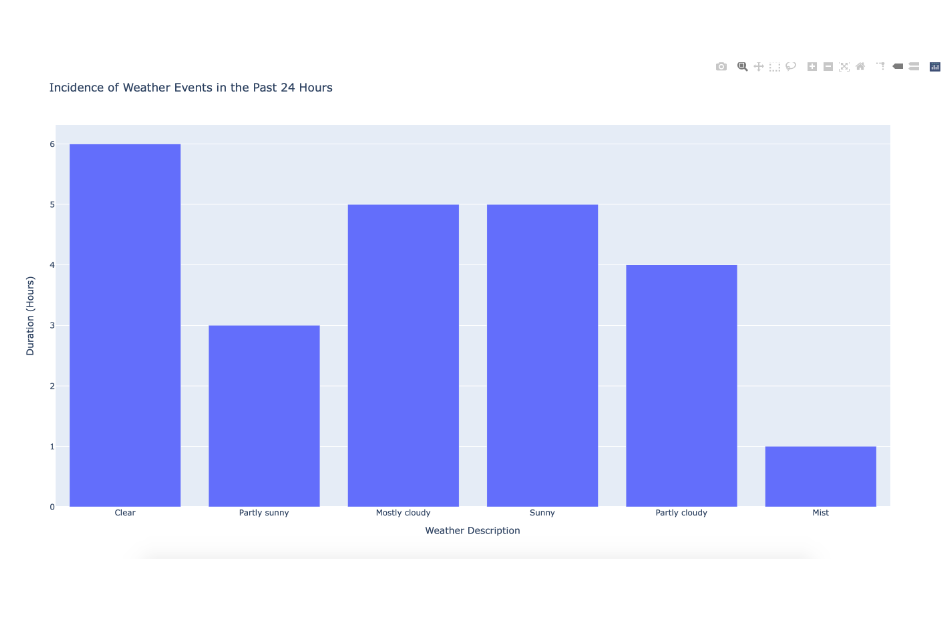 Incidence of Weather Events in the Past 24 Hours
6
5
4
3
2
1
0
Duration (Hours)
Clear Partly sunny Mostly cloudy Sunny Partly cloudy Mist
Weather Description